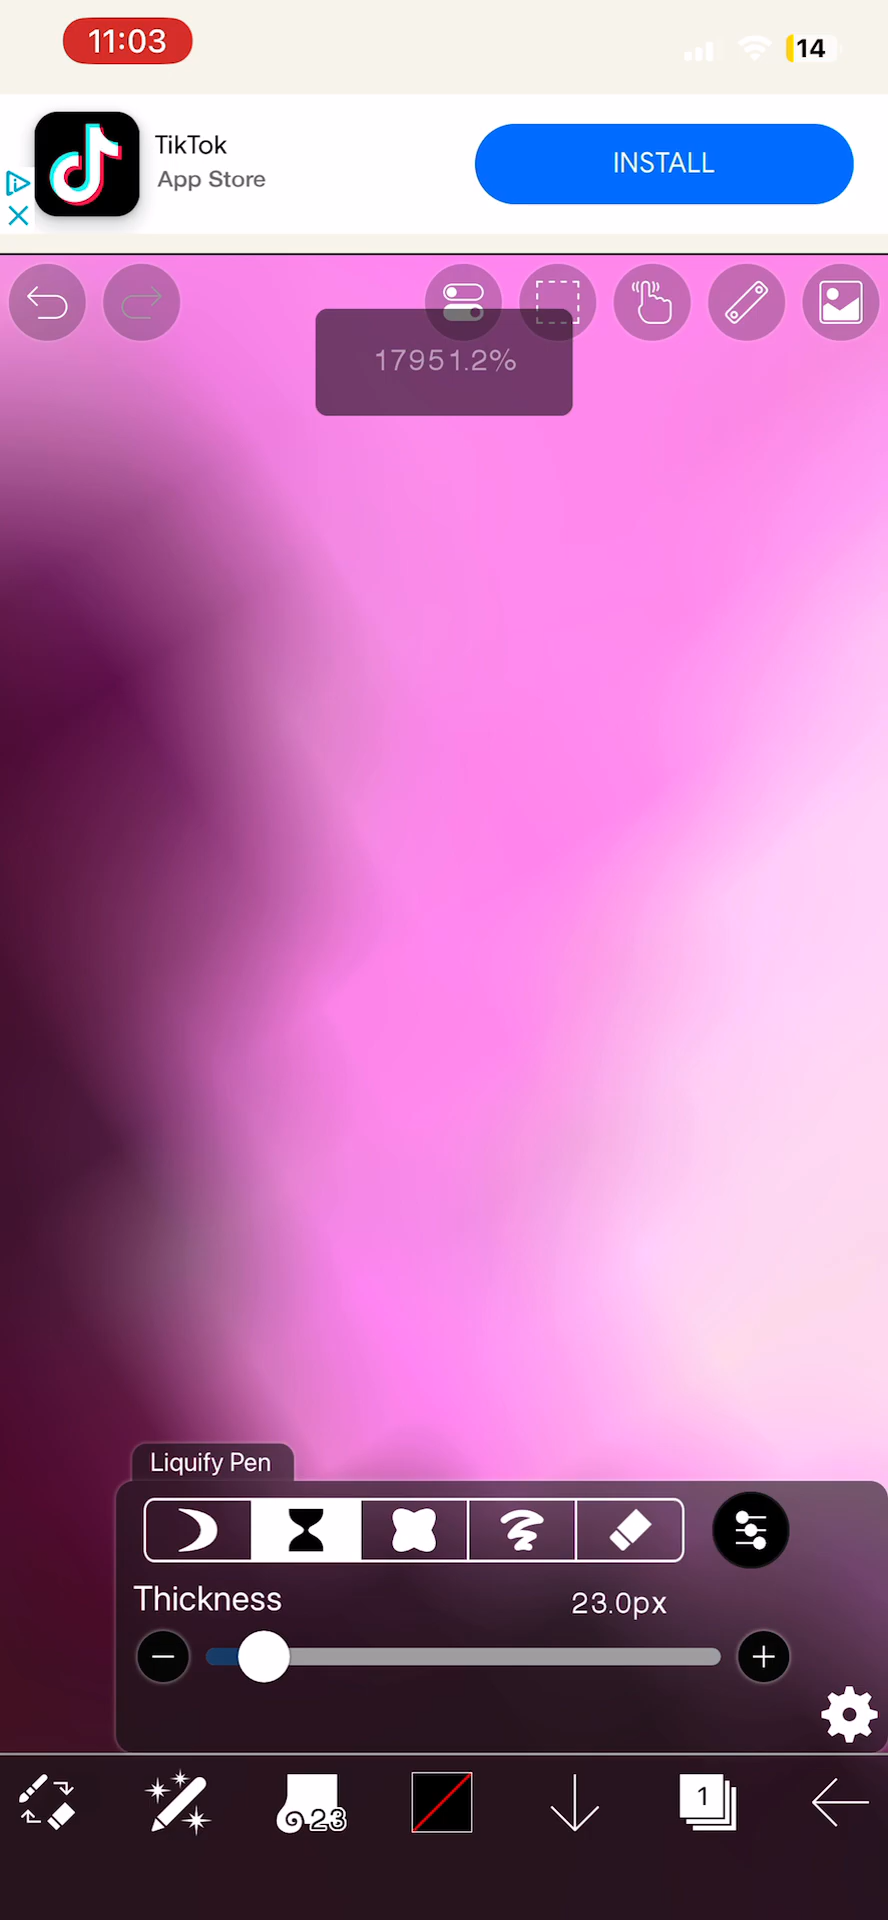 11:03
14
TikTok
App Store
INSTALL
17951.2%
Liquify Pen
Thickness
23.0px
23
1